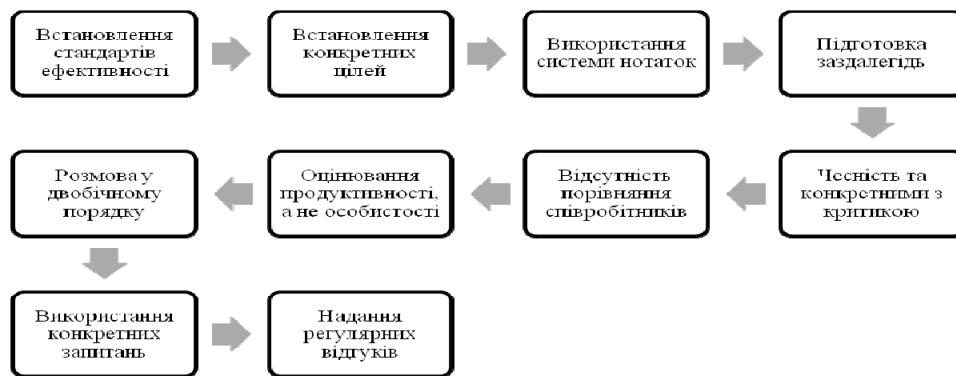 Встановлення
стандартів
ефективності
Встановлення
конкретних
цілей
Використання
системи нотаток
Підготовка
заздалегідь
Чесність та
конкретними з
критикою
Відсутність
порівняння
співробітників
Оцінювання
продуктивності,
а не особистості
Розмова у
двобічному
порядку
Використання
конкретних
запитань
Надання
регулярних
відгуків